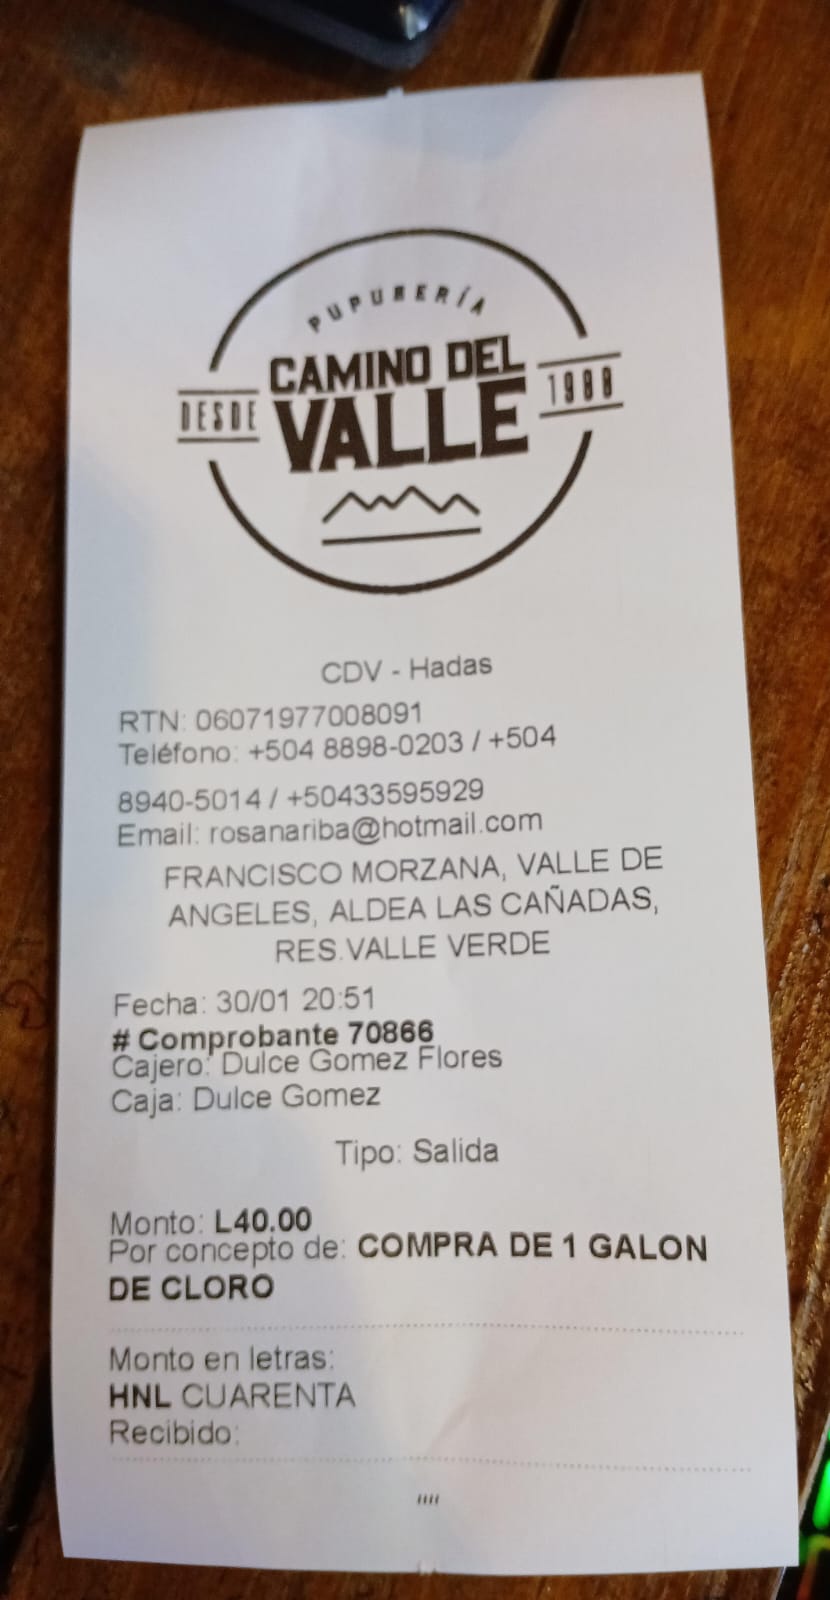 PUPUSERÍA
DESDE
CAMINO DEL
VALLE
1988
CDV - Hadas
RTN: 06071977008091
Teléfono: +504 8898-0203 / +504
8940-5014 / +50433595929
Email: rosanariba@hotmail.com
FRANCISCO MORZANA, VALLE DE
ANGELES, ALDEA LAS CAÑADAS,
RES.VALLE VERDE
Fecha: 30/01 20:51
# Comprobante 70866
Cajero: Dulce Gomez Flores
Caja: Dulce Gomez
Tipo: Salida
Monto: L40.00
Por concepto de: COMPRA DE 1 GALON
DE CLORO
Monto en letras:
HNL CUARENTA
Recibido:
////